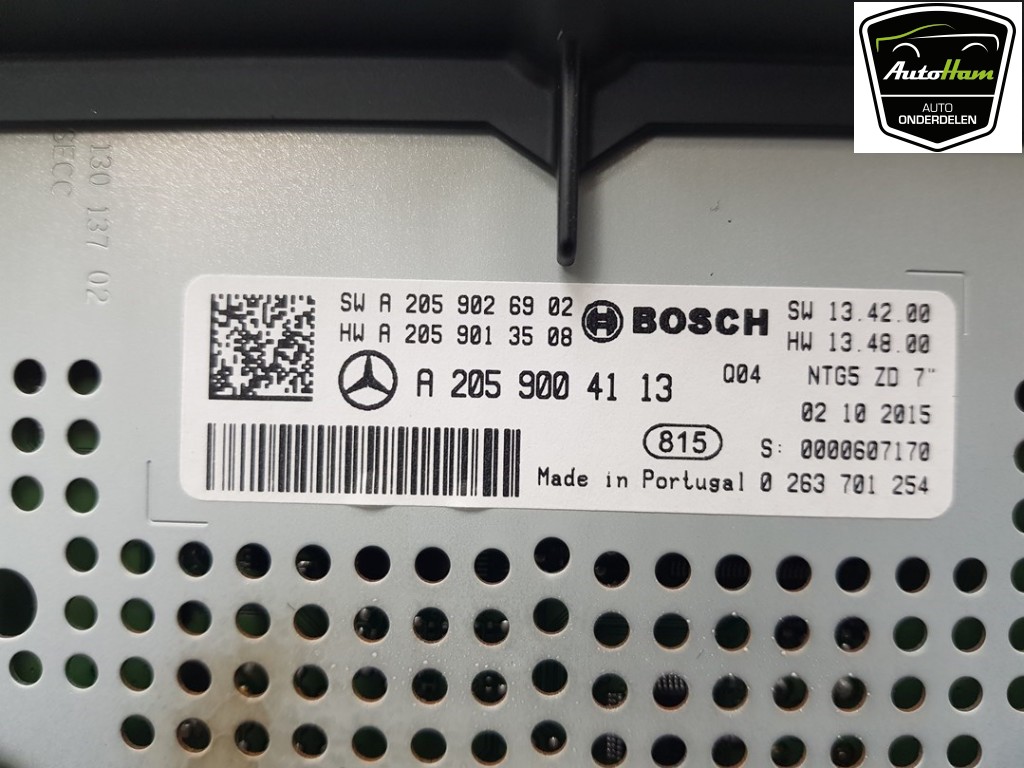 AutoHam
AUTO
ONDERDELEN
130 137 02
SECC
SW A 205 902 69 02
HW A 205 901 35 08
BOSCH
SW 13.42.00
HW 13.48.00
A 205 900 41 13
Q04
NTG5 ZD 7"
02 10 2015
815
S: 0000607170
Made in Portugal 0 263 701 254